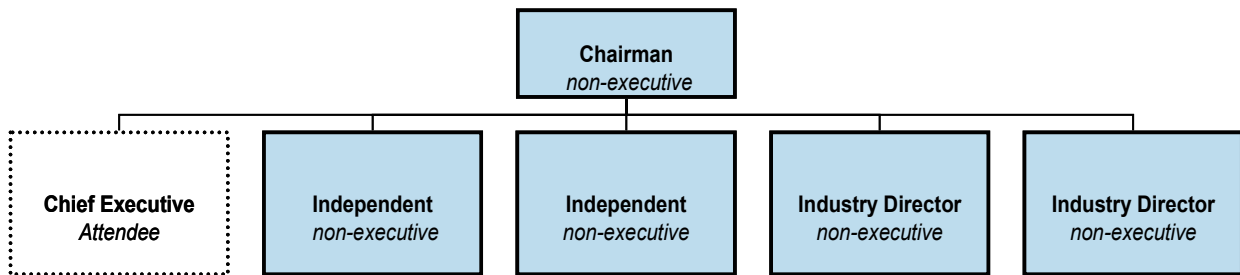 Chairman
non-executive
Chief Executive
Attendee
Independent
non-executive
Independent
non-executive
Industry Director
non-executive
Industry Director
non-executive